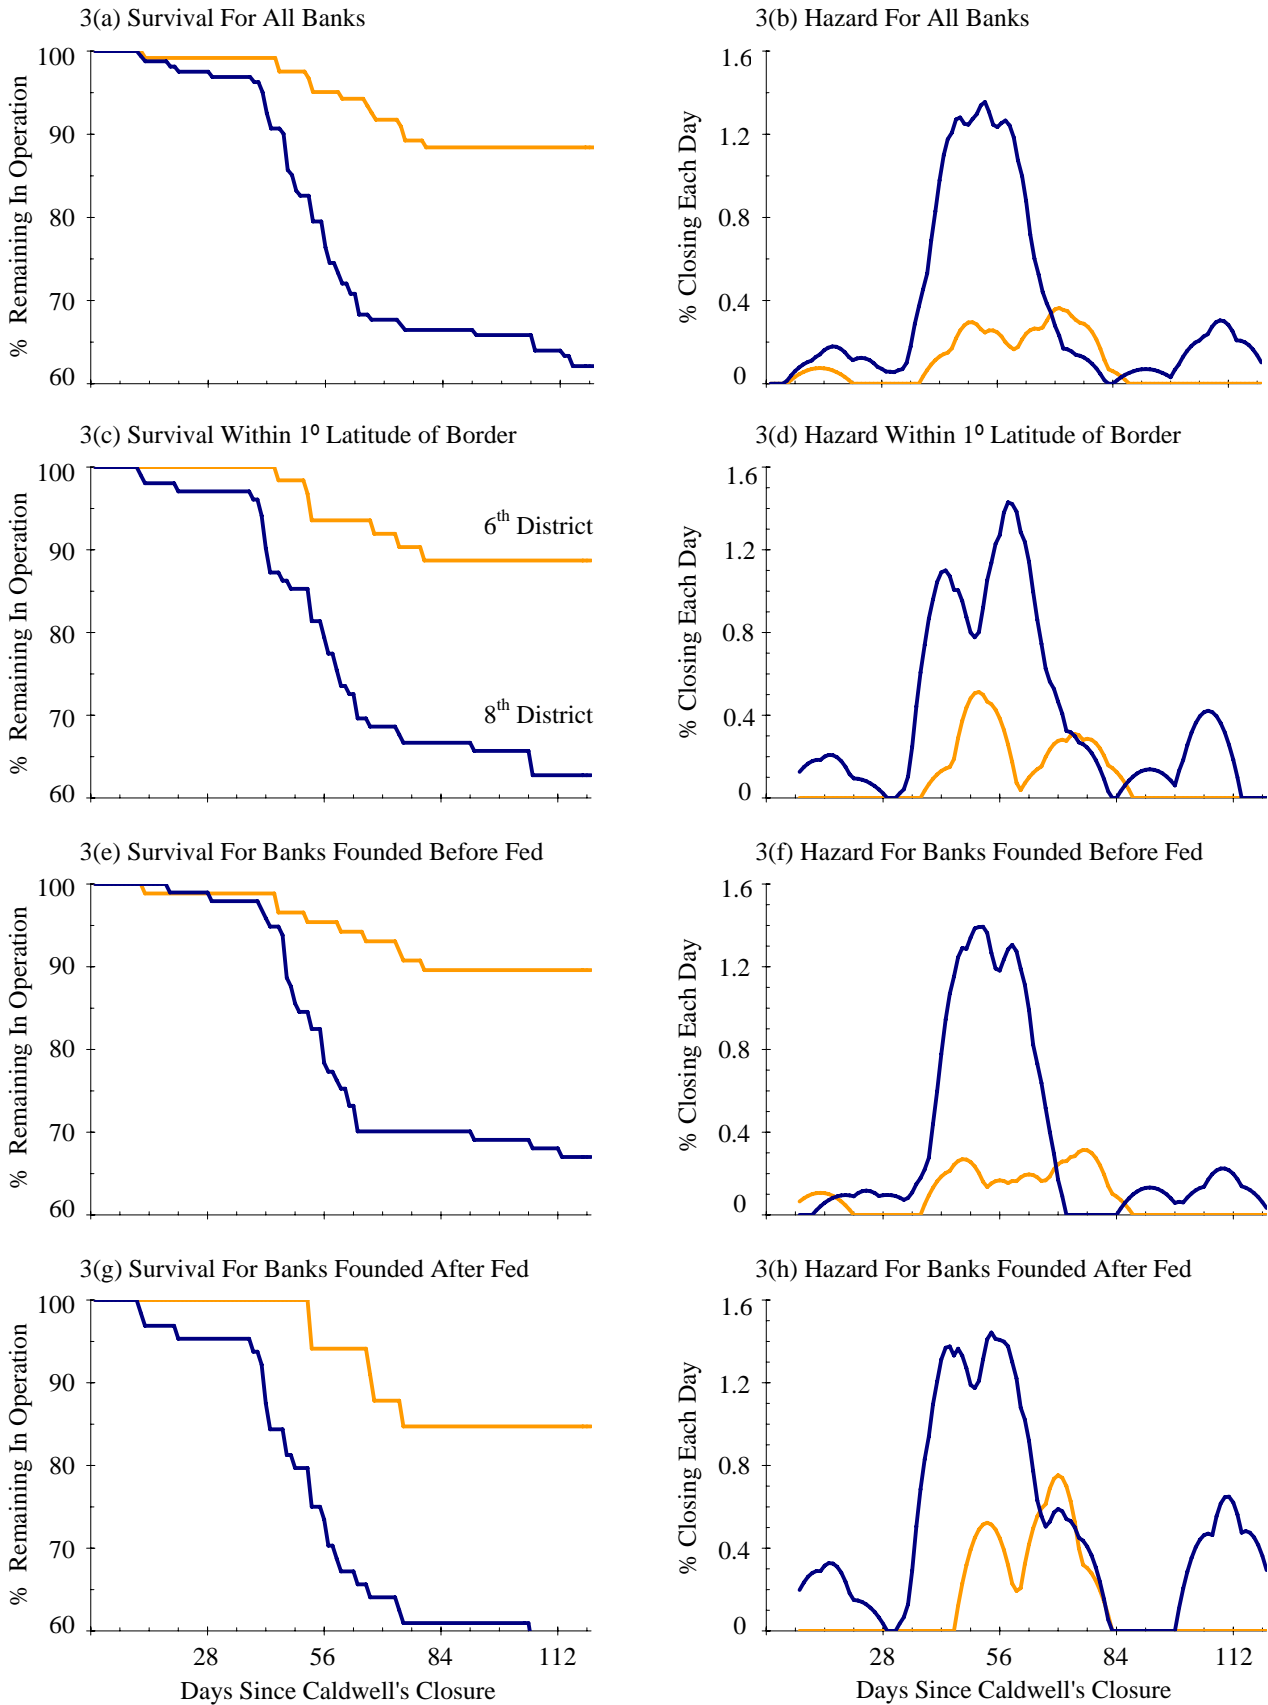 3(a) Survival For All Banks
3(b) Hazard For All Banks
% Remaining In Operation
100
90
80
70
60
% Closing Each Day
1.6
1.2
0.8
0.4
0
3(c) Survival Within 1⁰ Latitude of Border
3(d) Hazard Within 1⁰ Latitude of Border
% Remaining In Operation
100
90
80
70
60
6th District
8th District
% Closing Each Day
1.6
1.2
0.8
0.4
0
3(e) Survival For Banks Founded Before Fed
3(f) Hazard For Banks Founded Before Fed
% Remaining In Operation
100
90
80
70
60
% Closing Each Day
1.6
1.2
0.8
0.4
0
3(g) Survival For Banks Founded After Fed
3(h) Hazard For Banks Founded After Fed
% Remaining In Operation
100
90
80
70
60
28 56 84 112
Days Since Caldwell's Closure
% Closing Each Day
1.6
1.2
0.8
0.4
0
28 56 84 112
Days Since Caldwell's Closure